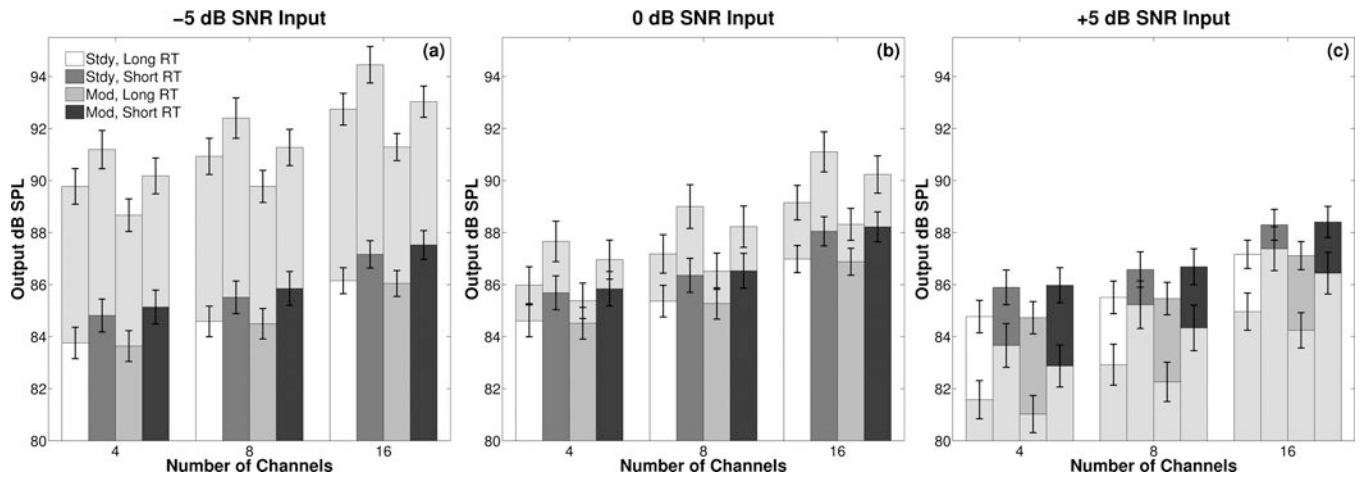 −5 dB SNR Input
0 dB SNR Input
+5 dB SNR Input
(a)
Stdy, Long RT
Stdy, Short RT
Mod, Long RT
Mod, Short RT
Output dB SPL
94
92
90
88
86
84
82
80
4
8
16
Number of Channels
(b)
Output dB SPL
94
92
90
88
86
84
82
80
4
8
16
Number of Channels
(c)
Output dB SPL
94
92
90
88
86
84
82
80
4
8
16
Number of Channels